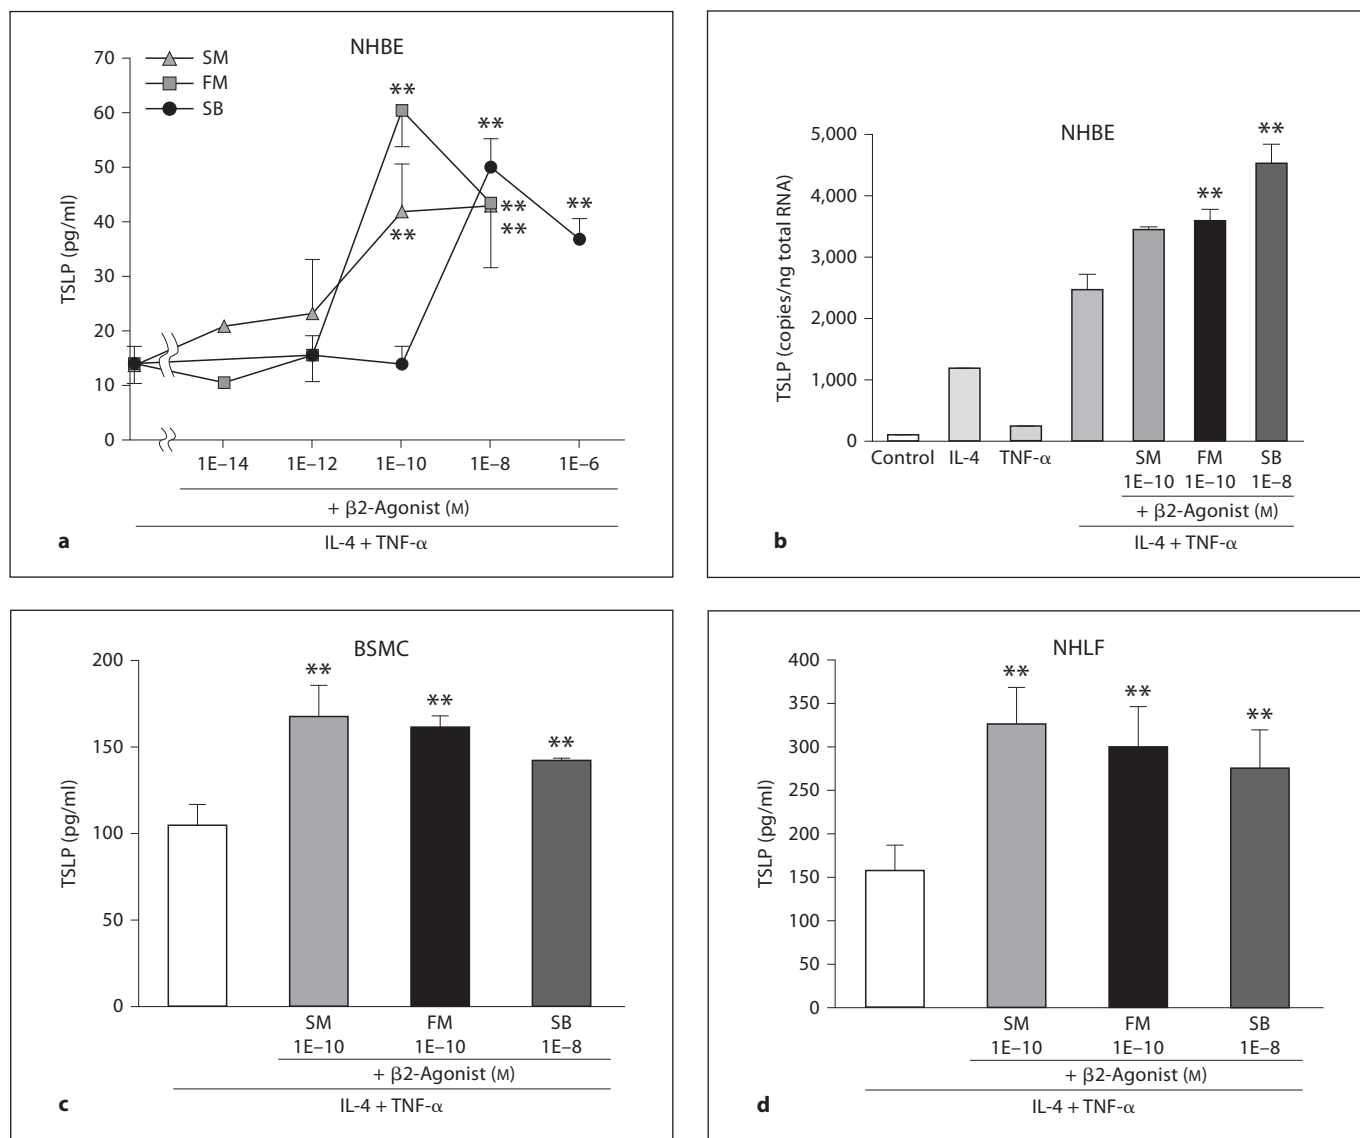 NHBE
SM
FM
SB
TSLP (pg/ml)
70
60
50
40
30
20
10
0
**
**
**
**
**
**
1E–14 1E–12 1E–10 1E–8 1E–6
+ β2-Agonist (M)
IL-4 + TNF-α
a
NHBE
TSLP (copies/ng total RNA)
5,000
4,000
3,000
2,000
1,000
0
**
**
Control IL-4 TNF-α SM FM SB
1E–10 1E–10 1E–8
+ β2-Agonist (M)
IL-4 + TNF-α
b
BSMC
TSLP (pg/ml)
200
150
100
50
0
**
**
**
SM FM SB
1E–10 1E–10 1E–8
+ β2-Agonist (M)
IL-4 + TNF-α
c
NHLF
TSLP (pg/ml)
400
350
300
250
200
150
100
50
0
**
**
**
SM FM SB
1E–10 1E–10 1E–8
+ β2-Agonist (M)
IL-4 + TNF-α
d